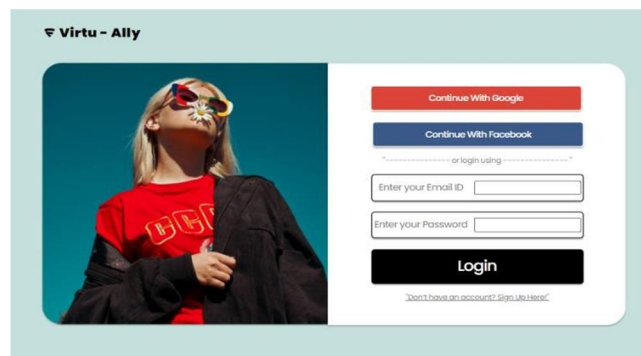 Virtu - Ally
CCC
Continue With Google
Continue With Facebook
"---------------- or login using ----------------"
Enter your Email ID
Enter your Password
Login
"Don't have an account? Sign Up Here!"